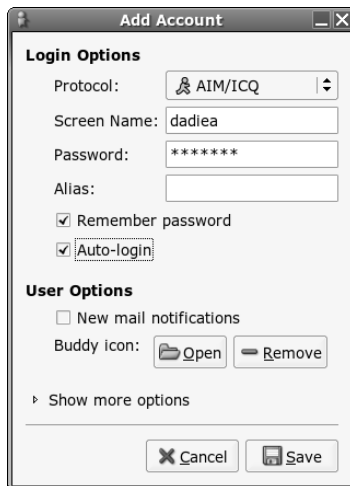 Add Account
Login Options
Protocol: AIM/ICQ
Screen Name: dadiea
Password: *******
Alias:
Remember password
Auto-login
User Options
New mail notifications
Buddy icon: Open Remove
Show more options
Cancel Save